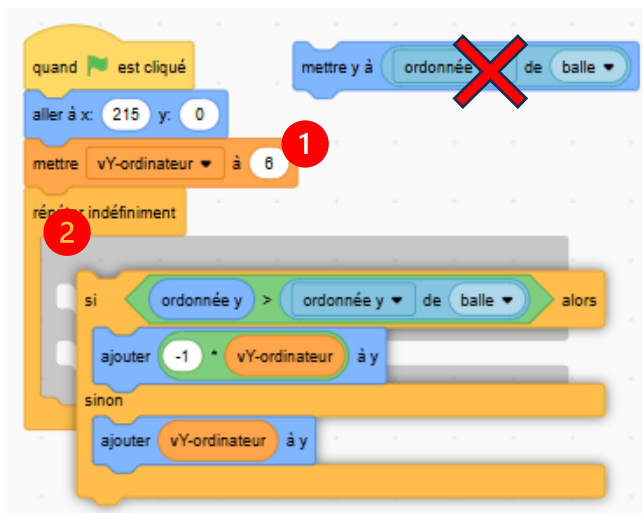 quand est cliqué
mettre y à ordonnée de balle
aller à x: 215 y: 0
mettre vY-ordinateur à 6
1
répéter indéfiniment
2
si ordonnée y > ordonnée y de balle alors
ajouter -1 * vY-ordinateur à y
sinon
ajouter vY-ordinateur à y